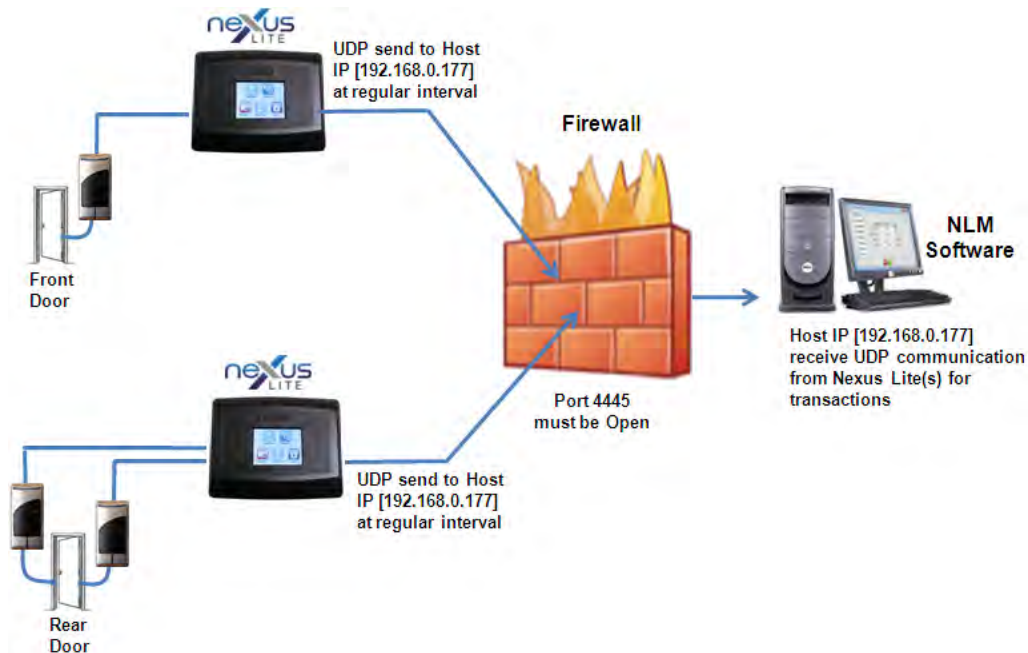 neXus
LITE
UDP send to Host
IP [192.168.0.177]
at regular interval
Front
Door
Firewall
Port 4445
must be Open
NLM
Software
Host IP [192.168.0.177]
receive UDP communication
from Nexus Lite(s) for
transactions
neXus
LITE
UDP send to Host
IP [192.168.0.177]
at regular interval
Rear
Door